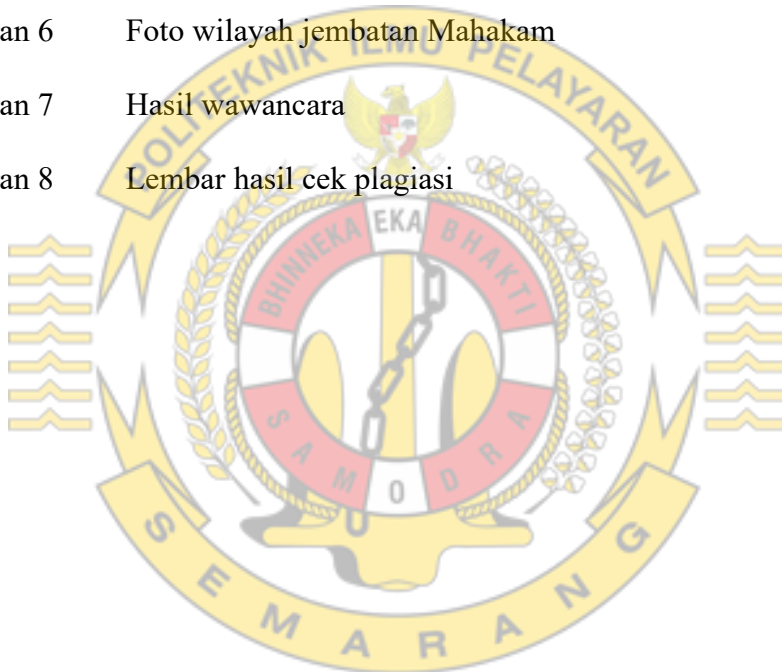 an 6 Foto wilayah jembatan Mahakam
an 7 Hasil wawancara
an 8 Lembar hasil cek plagiasi
POLITEKNIK ILMU PELAYARAN
BHINNEKA EKA BHAKTI
SAMODRA
SEMARANG